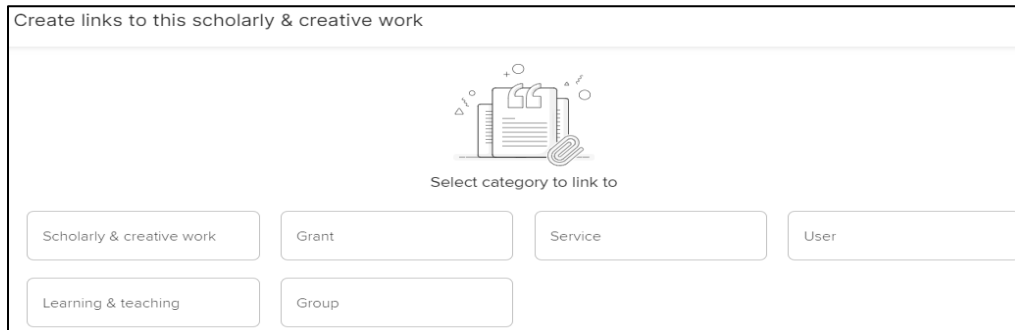 Create links to this scholarly & creative work
Select category to link to
Scholarly & creative work
Grant
Service
User
Learning & teaching
Group